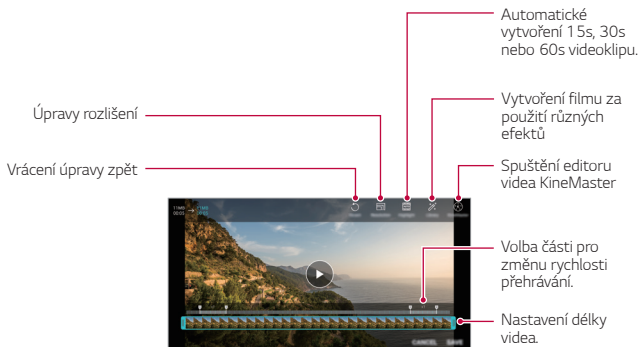 Automatické
vytvoření 15s, 30s
nebo 60s videoklipu.
Úpravy rozlišení
Vytvoření filmu za
použití různých
efektů
Vrácení úpravy zpět
Spuštění editoru
videa KineMaster
Volba části pro
změnu rychlosti
přehrávání.
Nastavení délky
videa.
CANCEL SAVE